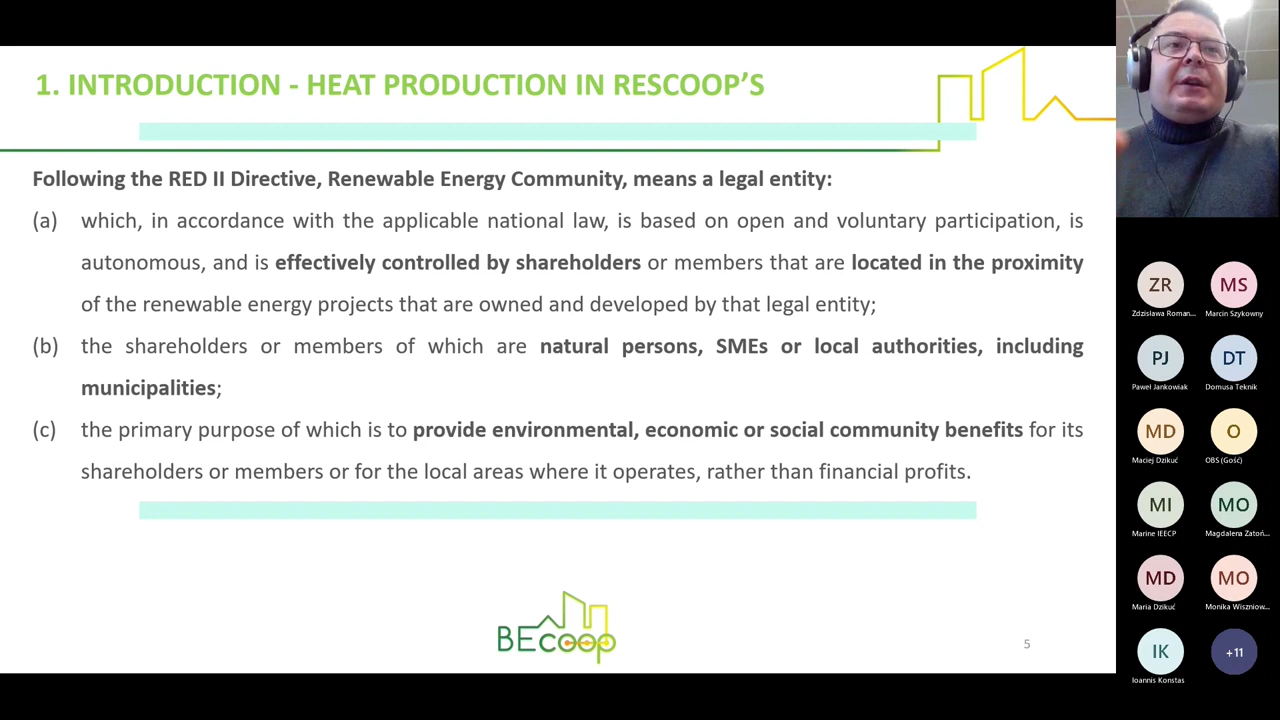 1. INTRODUCTION - HEAT PRODUCTION IN RESCOOP’S
Following the RED II Directive, Renewable Energy Community, means a legal entity:
(a) which, in accordance with the applicable national law, is based on open and voluntary participation, is
autonomous, and is effectively controlled by shareholders or members that are located in the proximity
of the renewable energy projects that are owned and developed by that legal entity;
(b) the shareholders or members of which are natural persons, SMEs or local authorities, including
municipalities;
(c) the primary purpose of which is to provide environmental, economic or social community benefits for its
shareholders or members or for the local areas where it operates, rather than financial profits.
BECoop
5
ZR
MS
Zdzisława Roman...
Marcin Szykowny
PJ
DT
Paweł Jankowiak
Domusa Teknik
MD
O
Maciej Dzikuć
OBS (Gość)
MI
MO
Marine IEECP
Magdalena Zatoń...
MD
MO
Maria Dzikuć
Monika Wiszniow...
IK
+11
Ioannis Konstas